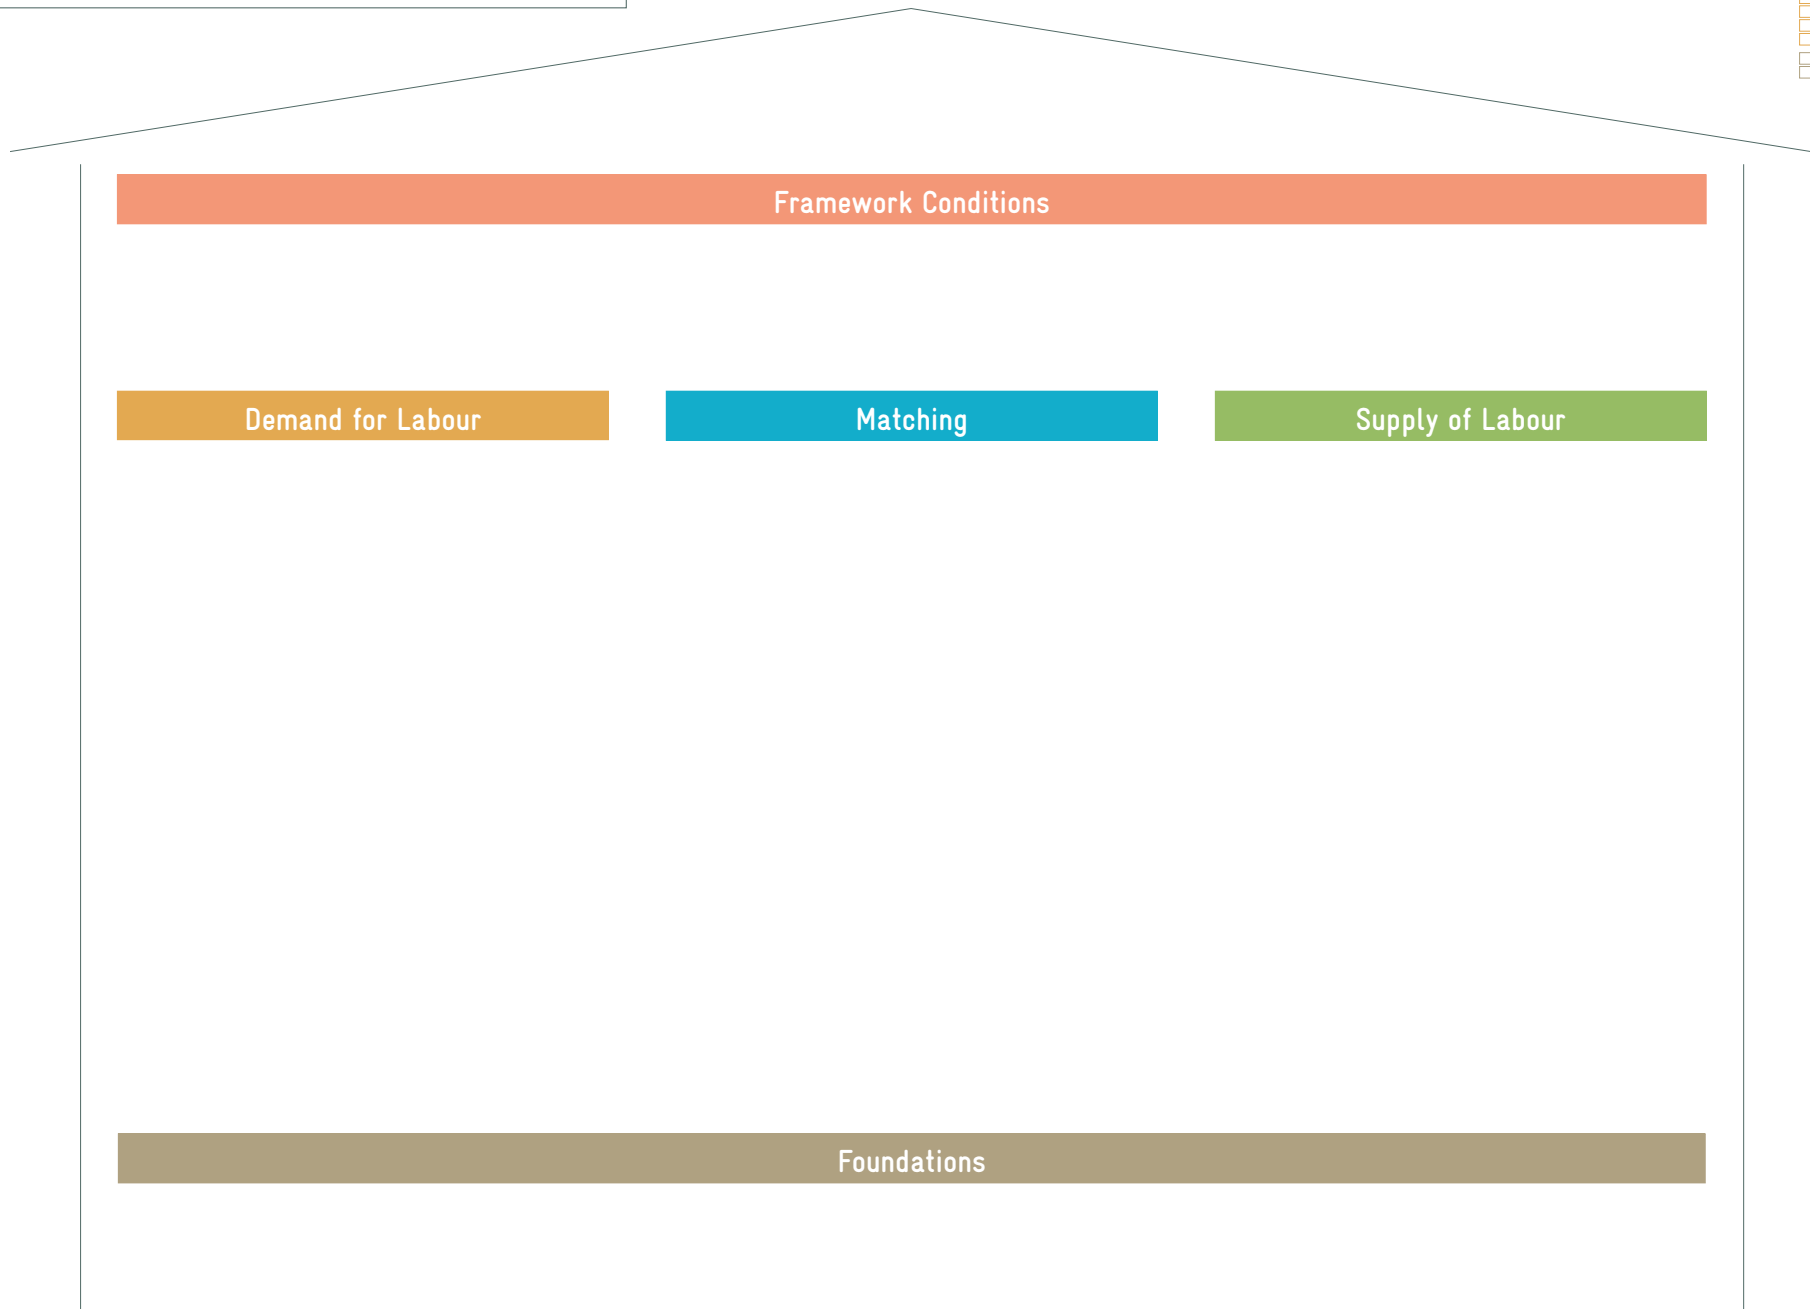 Framework Conditions
Demand for Labour
Matching
Supply of Labour
Foundations